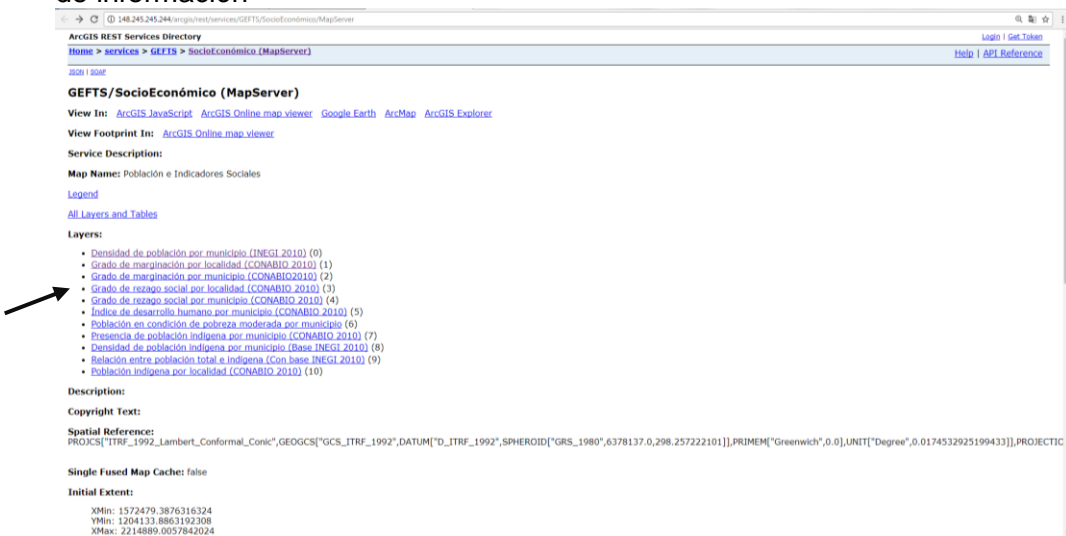 de información
148.245.245.244/arcgis/rest/services/GEFTS/SocioEconómico/MapServer
ArcGIS REST Services Directory
Login | Get Token
Home > services > GEFTS > SocioEconómico (MapServer)
Help | API Reference
JSON | SOAP
GEFTS/SocioEconómico (MapServer)
View In: ArcGIS JavaScript ArcGIS Online map viewer Google Earth ArcMap ArcGIS Explorer
View Footprint In: ArcGIS Online map viewer
Service Description:
Map Name: Población e Indicadores Sociales
Legend
All Layers and Tables
Layers:
• Densidad de población por municipio (INEGI 2010) (0)
• Grado de marginación por localidad (CONABIO 2010) (1)
• Grado de marginación por municipio (CONABIO2010) (2)
• Grado de rezago social por localidad (CONABIO 2010) (3)
• Grado de rezago social por municipio (CONABIO 2010) (4)
• Índice de desarrollo humano por municipio (CONABIO 2010) (5)
• Población en condición de pobreza moderada por municipio (6)
• Presencia de población indígena por municipio (CONABIO 2010) (7)
• Densidad de población indígena por municipio (Base INEGI 2010) (8)
• Relación entre población total e indígena (Con base INEGI 2010) (9)
• Población indígena por localidad (CONABIO 2010) (10)
Description:
Copyright Text:
Spatial Reference:
PROJCS["ITRF_1992_Lambert_Conformal_Conic",GEOGCS["GCS_ITRF_1992",DATUM["D_ITRF_1992",SPHEROID["GRS_1980",6378137.0,298.257222101]],PRIMEM["Greenwich",0.0],UNIT["Degree",0.0174532925199433]],PROJECTIC
Single Fused Map Cache: false
Initial Extent:
XMin: 1572479.3876316324
YMin: 1204133.8863192308
XMax: 2214889.0057842024